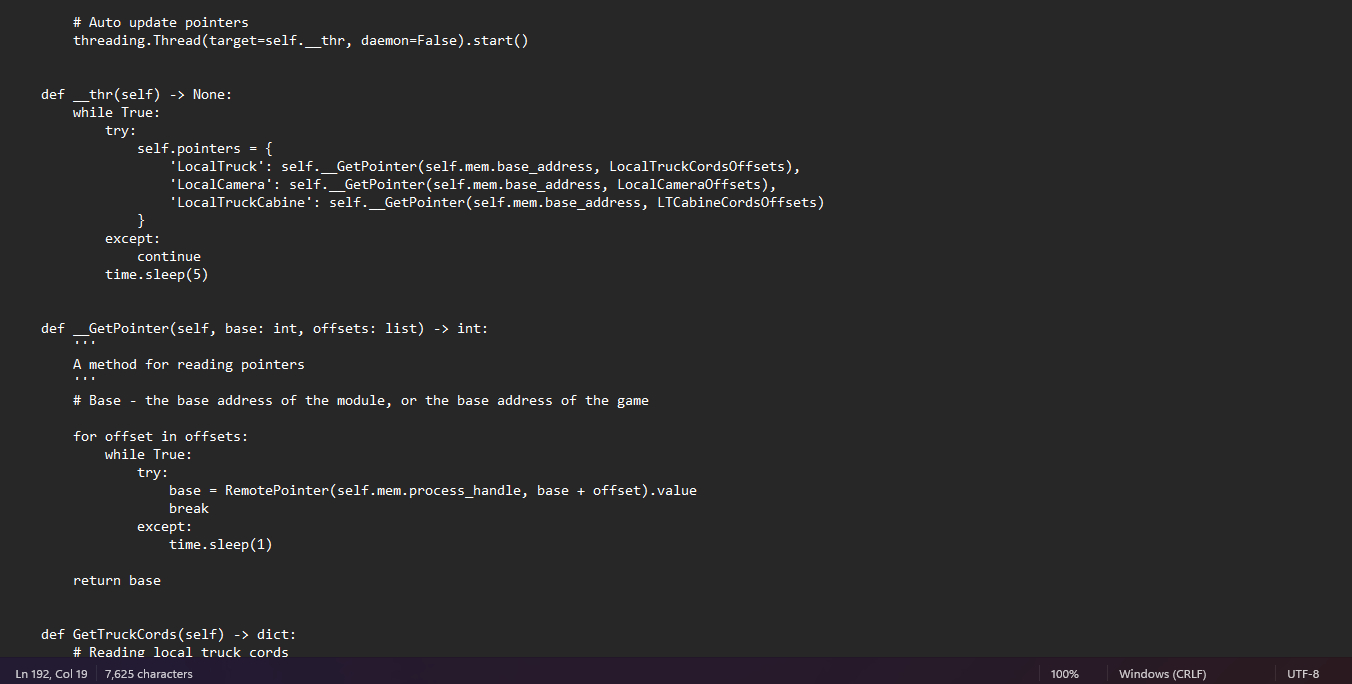 # Auto update pointers
threading.Thread(target=self.__thr, daemon=False).start()
def __thr(self) -> None:
while True:
try:
self.pointers = {
'LocalTruck': self.__GetPointer(self.mem.base_address, LocalTruckCordsOffsets),
'LocalCamera': self.__GetPointer(self.mem.base_address, LocalCameraOffsets),
'LocalTruckCabine': self.__GetPointer(self.mem.base_address, LTCabineCordsOffsets)
}
except:
continue
time.sleep(5)
def __GetPointer(self, base: int, offsets: list) -> int:
'''
A method for reading pointers
'''
# Base - the base address of the module, or the base address of the game
for offset in offsets:
while True:
try:
base = RemotePointer(self.mem.process_handle, base + offset).value
break
except:
time.sleep(1)
return base
def GetTruckCords(self) -> dict:
# Reading local truck cords
Ln 192, Col 19 7,625 characters 100% Windows (CRLF) UTF-8